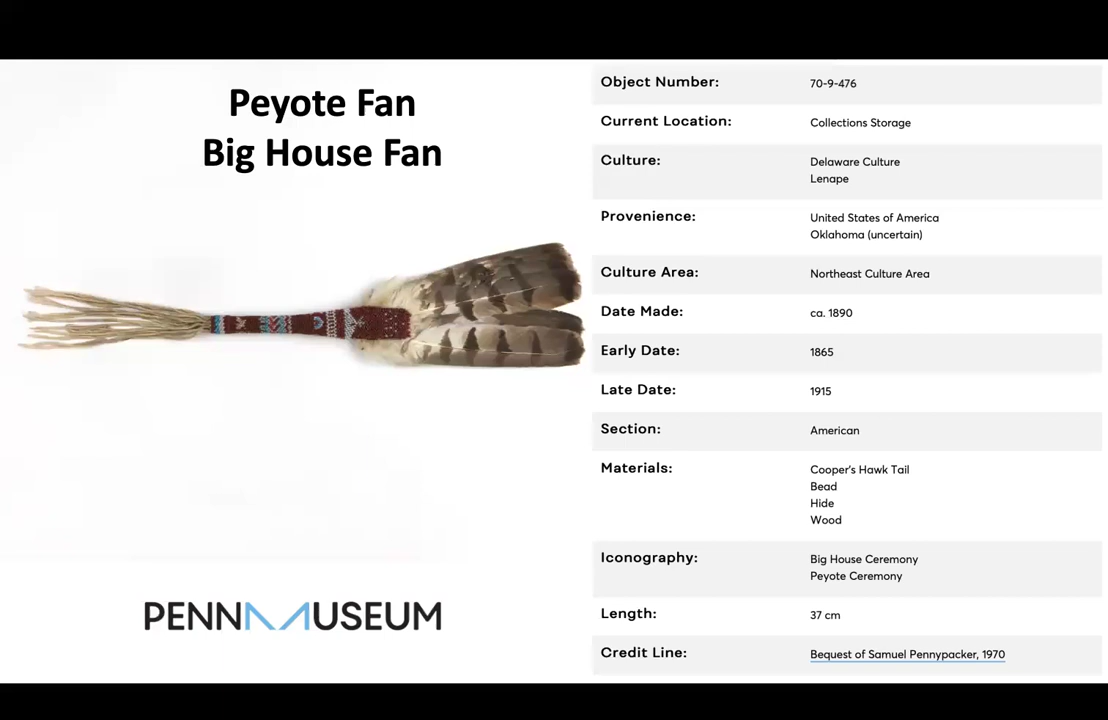 Peyote Fan
Big House Fan
PENN MUSEUM
Object Number: 70-9-476
Current Location: Collections Storage
Culture: Delaware Culture
Lenape
Provenience: United States of America
Oklahoma (uncertain)
Culture Area: Northeast Culture Area
Date Made: ca. 1890
Early Date: 1865
Late Date: 1915
Section: American
Materials: Cooper's Hawk Tail
Bead
Hide
Wood
Iconography: Big House Ceremony
Peyote Ceremony
Length: 37 cm
Credit Line: Bequest of Samuel Pennypacker, 1970